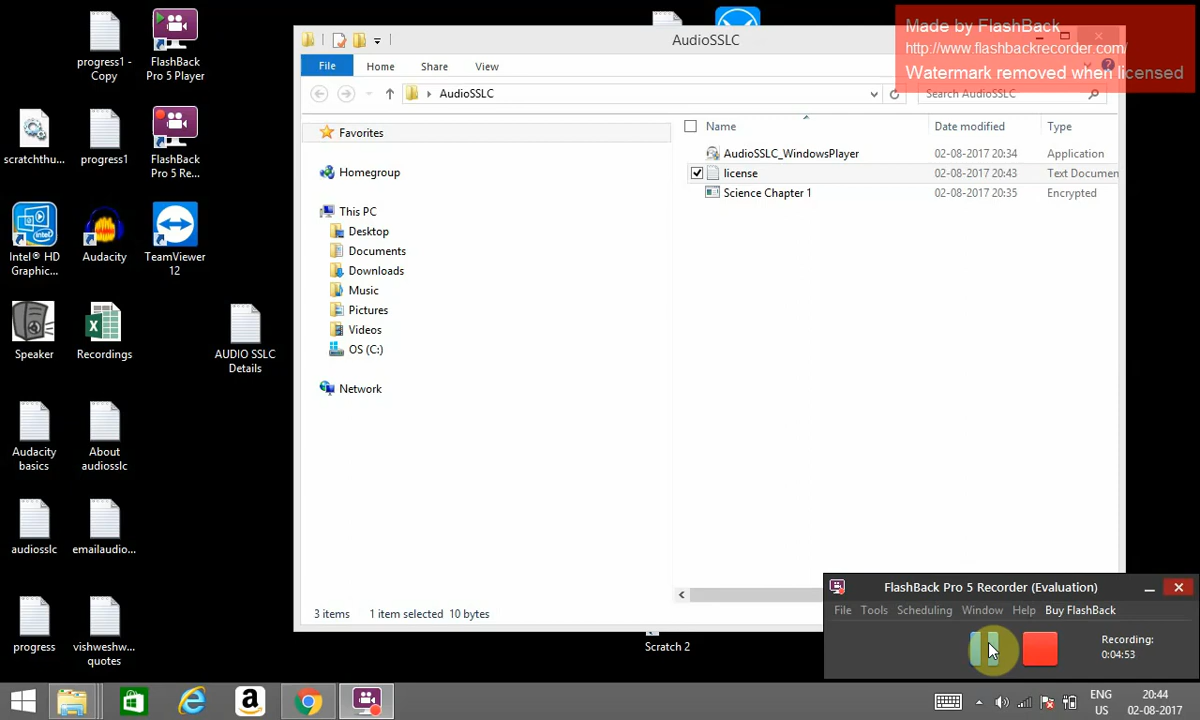 progress1 -
Copy
FlashBack
Pro 5 Player
scratchthu...
progress1
FlashBack
Pro 5 Re...
Intel® HD
Graphic...
Audacity
TeamViewer
12
Speaker
Recordings
AUDIO SSLC
Details
Audacity
basics
About
audiosslc
audiosslc
emailaudio...
progress
vishweshw...
quotes
Scratch 2
AudioSSLC
Made by FlashBack
http://www.flashbackrecorder.com/
Watermark removed when licensed
File Home Share View
AudioSSLC
Search AudioSSLC
Favorites
Homegroup
This PC
Desktop
Documents
Downloads
Music
Pictures
Videos
OS (C:)
Network
Name Date modified Type
AudioSSLC_WindowsPlayer 02-08-2017 20:34 Application
license 02-08-2017 20:43 Text Documen
Science Chapter 1 02-08-2017 20:35 Encrypted
3 items 1 item selected 10 bytes
FlashBack Pro 5 Recorder (Evaluation)
File Tools Scheduling Window Help Buy FlashBack
Recording:
0:04:53
ENG
US
20:44
02-08-2017